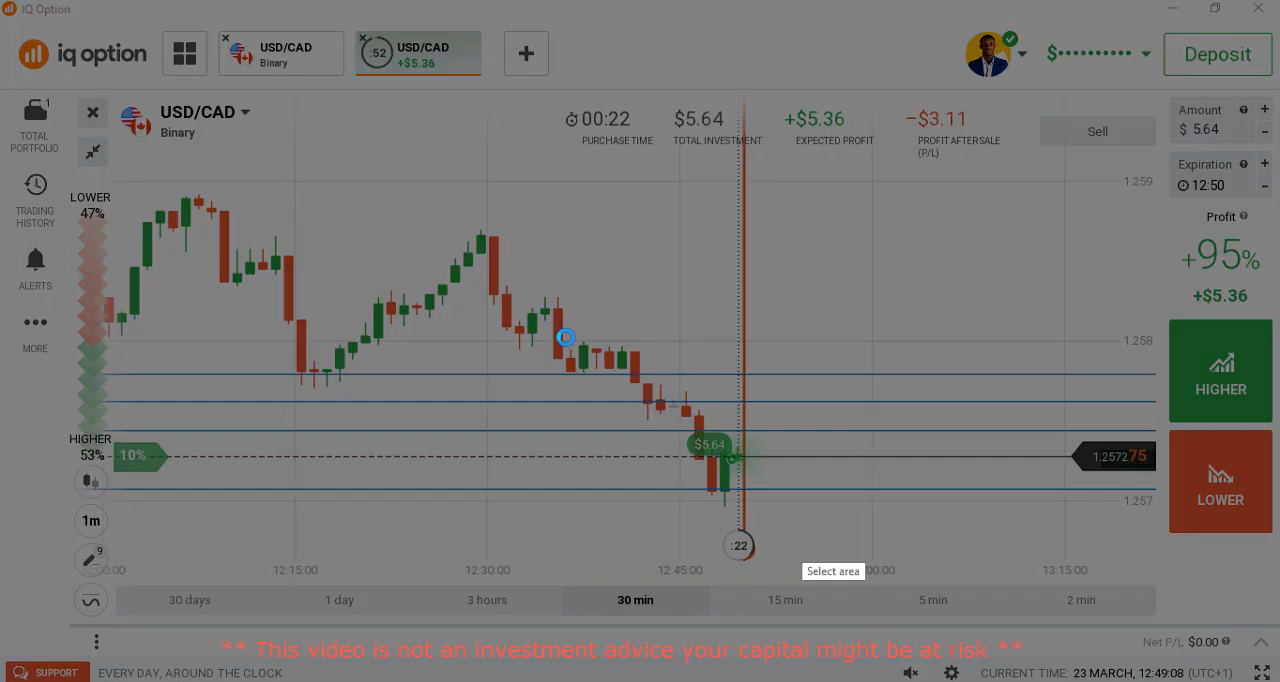 IQ Option
iq option
USD/CAD
Binary
:52
USD/CAD
+$5.36
$••••••••••
Deposit
1
TOTAL
PORTFOLIO
TRADING
HISTORY
ALERTS
MORE
USD/CAD
Binary
00:22
PURCHASE TIME
$5.64
TOTAL INVESTMENT
+$5.36
EXPECTED PROFIT
−$3.11
PROFIT AFTER SALE
(P/L)
Sell
Amount
$ 5.64
Expiration
12:50
Profit
+95%
+$5.36
HIGHER
LOWER
LOWER
47%
HIGHER
53%
10%
$5.64
1.259
1.258
1.257275
1.257
1m
9
:22
Select area
00:00
12:15:00
12:30:00
12:45:00
00:00
13:15:00
30 days
1 day
3 hours
30 min
15 min
5 min
2 min
Net P/L $0.00
** This video is not an investment advice your capital might be at risk **
SUPPORT
EVERY DAY, AROUND THE CLOCK
CURRENT TIME: 23 MARCH, 12:49:08 (UTC+1)